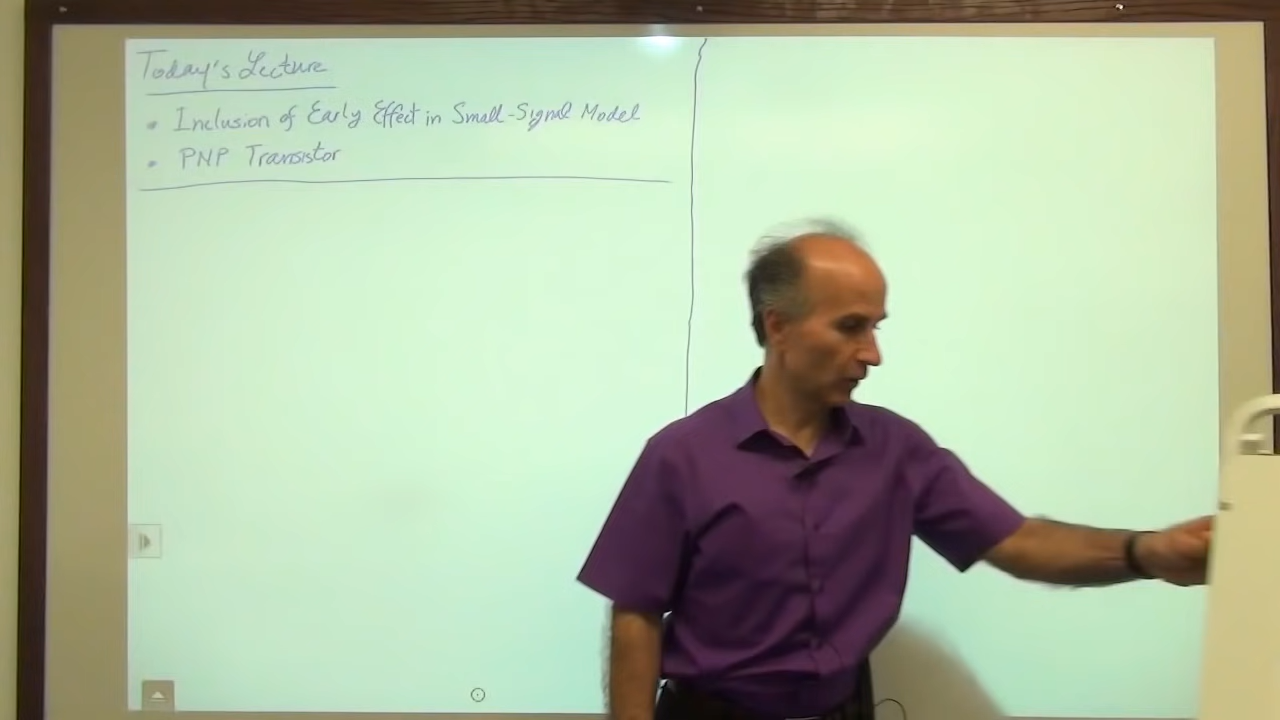 Today's Lecture
• Inclusion of Early Effect in Small-Signal Model
• PNP Transistor